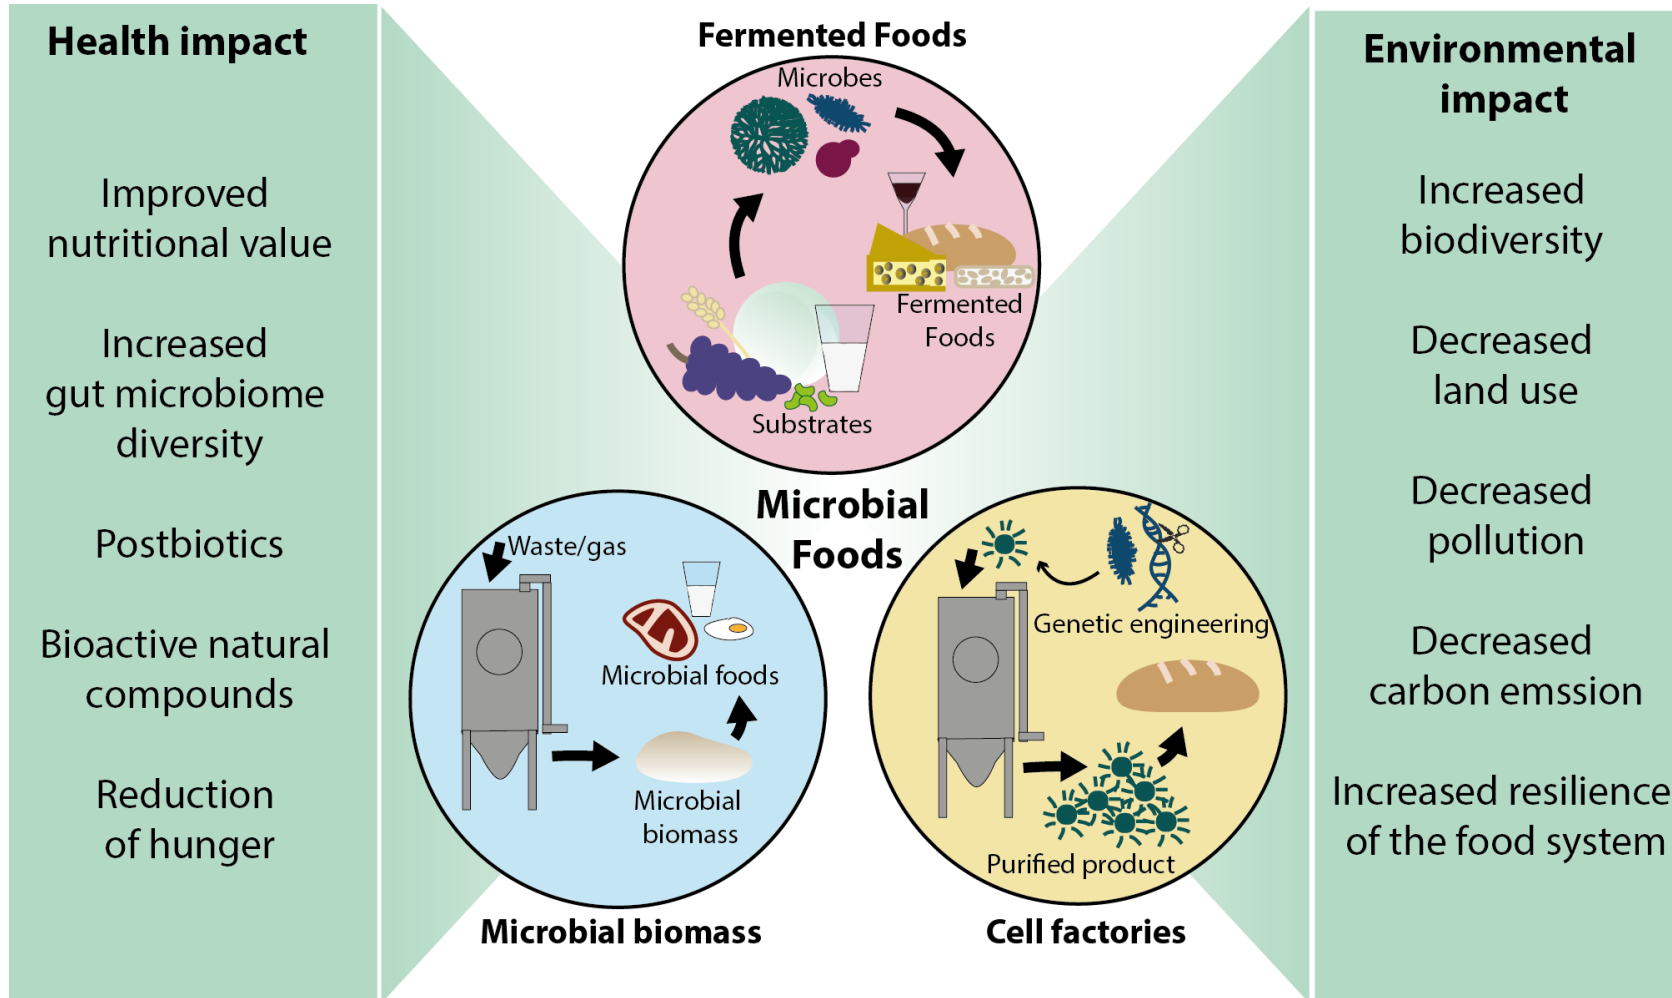 Health impact
Improved
nutritional value
Increased
gut microbiome
diversity
Postbiotics
Bioactive natural
compounds
Reduction
of hunger
Fermented Foods
Microbes
Fermented
Foods
Substrates
Microbial
Foods
Waste/gas
Microbial foods
Microbial
biomass
Microbial biomass
Genetic engineering
Purified product
Cell factories
Environmental
impact
Increased
biodiversity
Decreased
land use
Decreased
pollution
Decreased
carbon emssion
Increased resilience
of the food system